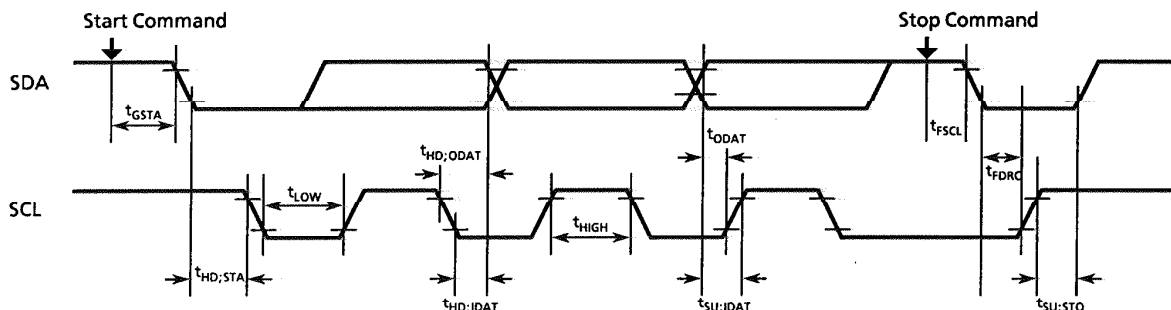 Start Command
Stop Command
SDA
tGSTA
tODAT
tFSCL
tHD;ODAT
tFDRC
tLOW
SCL
tHIGH
tHD;STA
tHD;IDAT
tSU;IDAT
tSU;STO